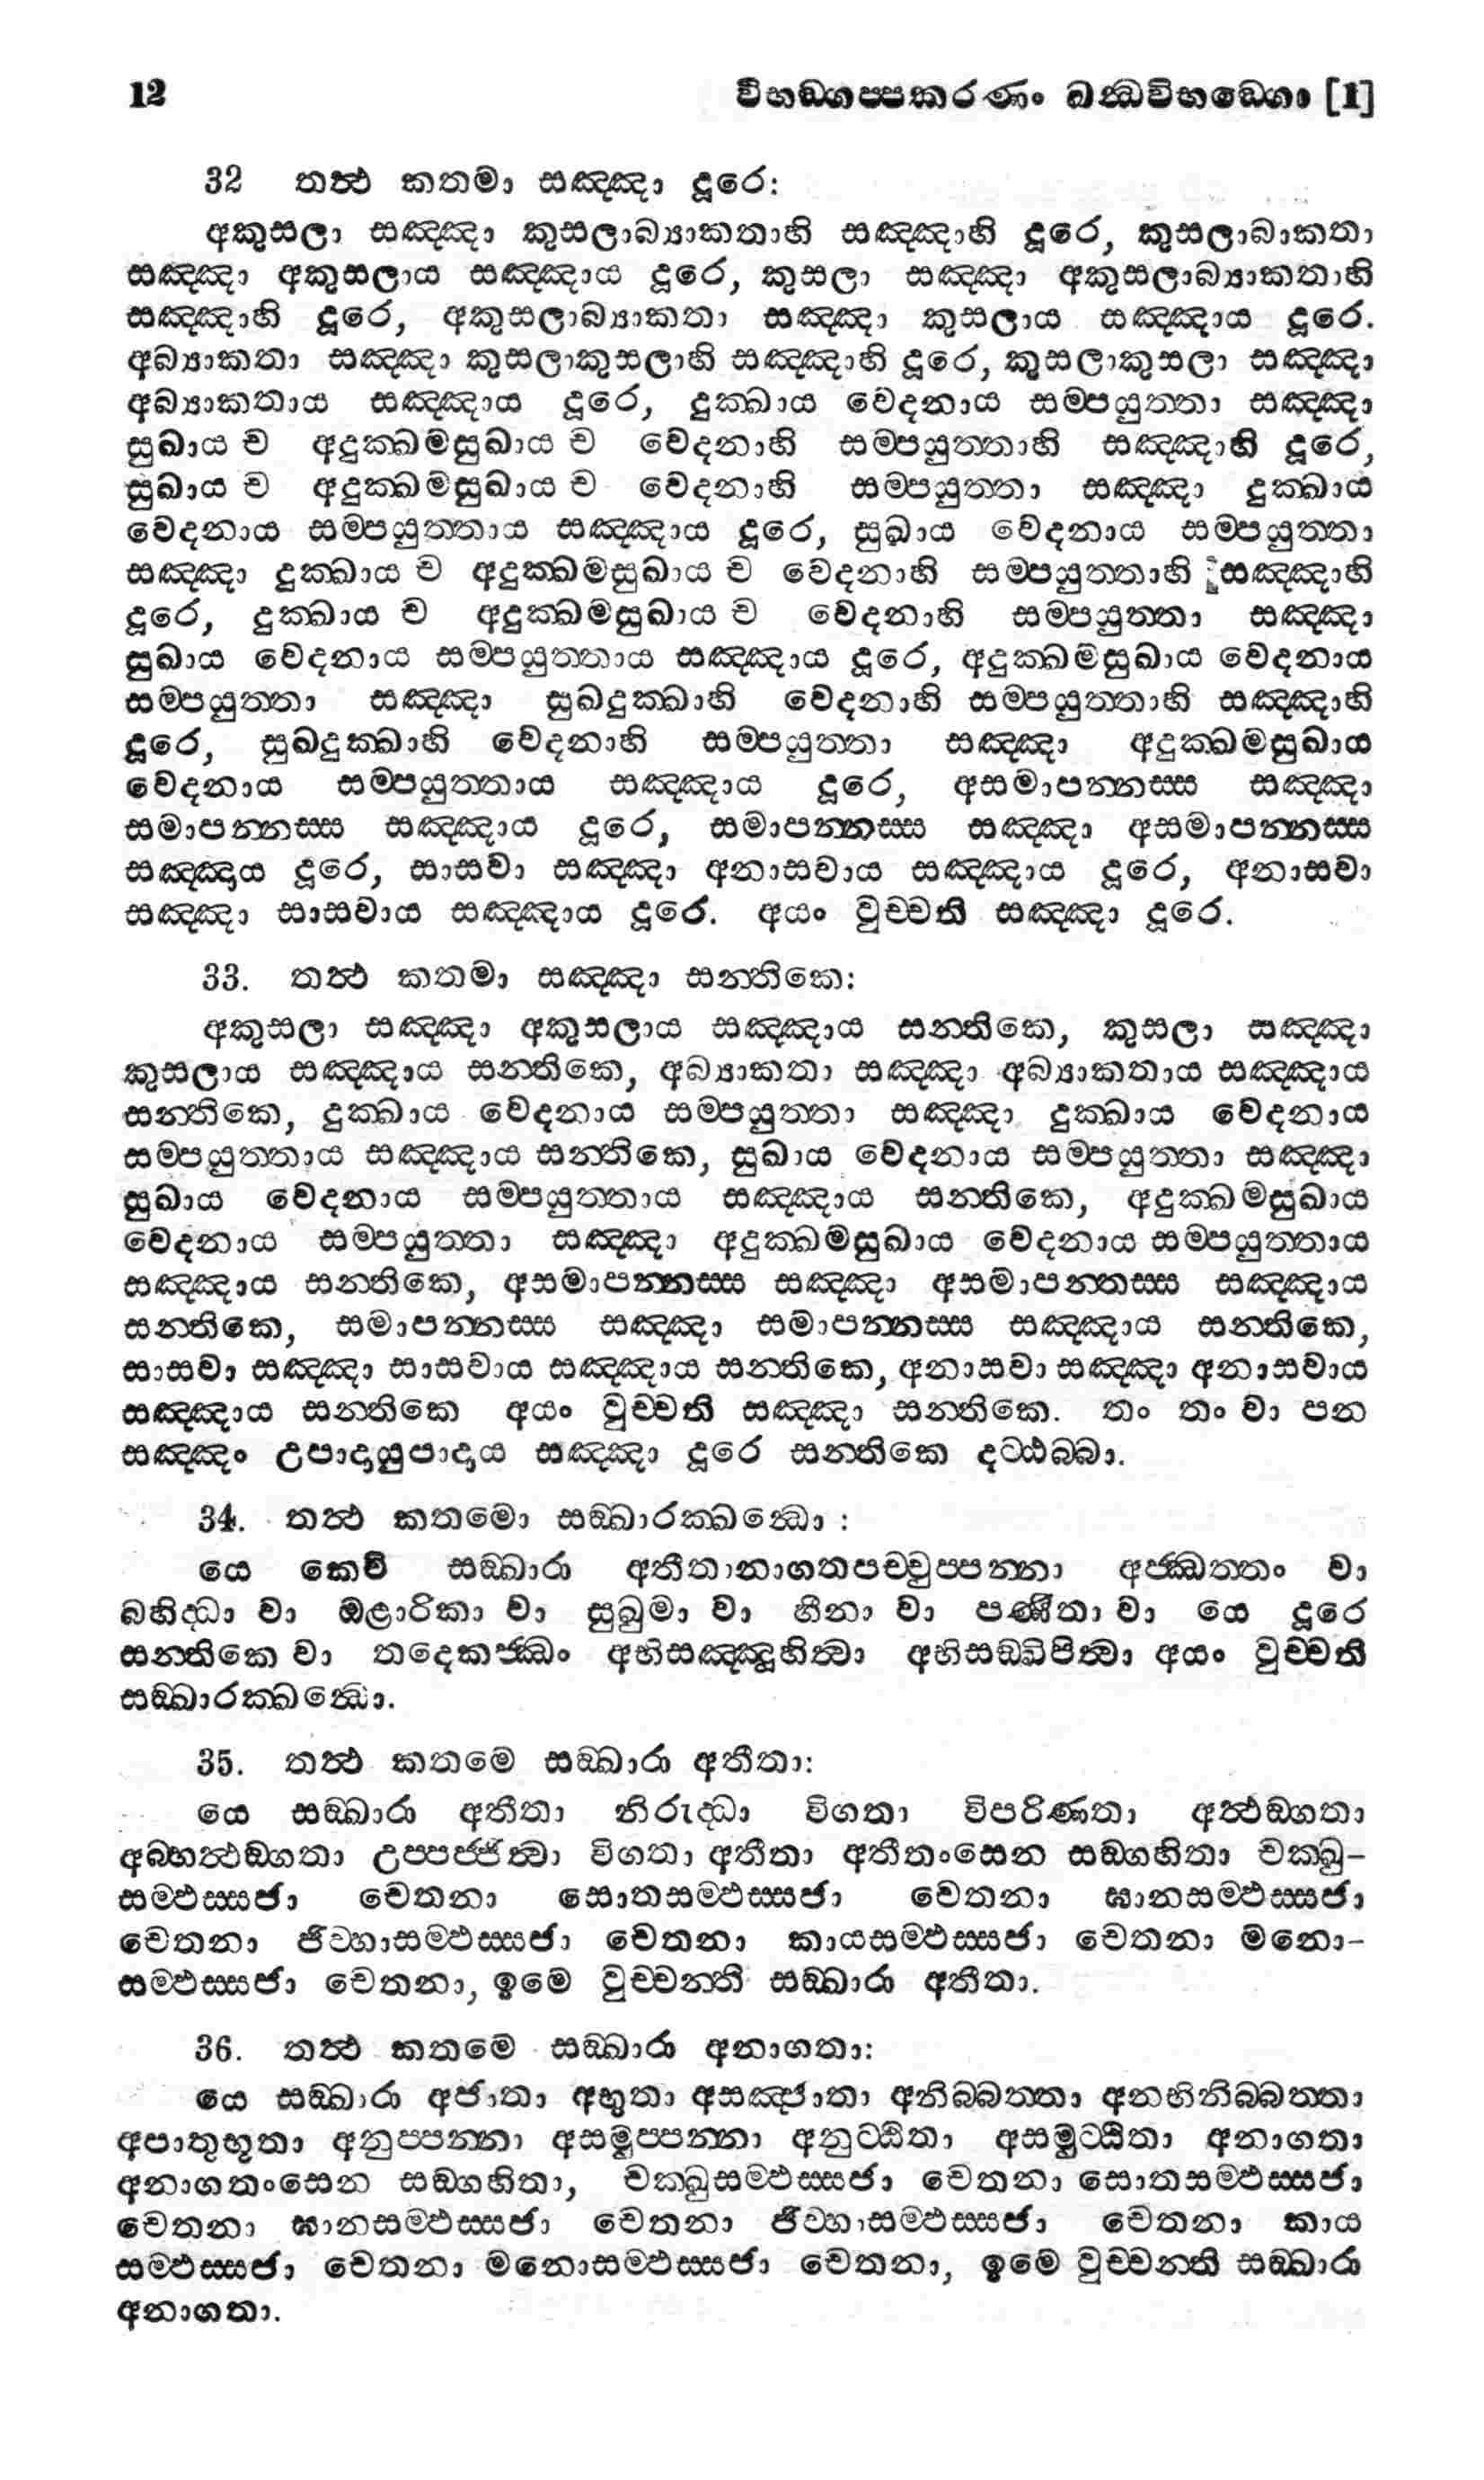 12 විභඞ්ගප්පකරණං ඛන්ධවිභඞ්ගො [1]
32 තත්ථ කතමා සඤ්ඤා දූරෙ:
අකුසලා සඤ්ඤා කුසලාබ්‍යාකතාහි සඤ්ඤාහි දූරෙ, කුසලාබාකතා
සඤ්ඤා අකුසලාය සඤ්ඤාය දූරෙ, කුසලා සඤ්ඤා අකුසලාබ්‍යාකතාහි
සඤ්ඤාහි දූරෙ, අකුසලාබ්‍යාකතා සඤ්ඤා කුසලාය සඤ්ඤාය දූරෙ.
අබ්‍යාකතා සඤ්ඤා කුසලාකුසලාහි සඤ්ඤාහි දූරෙ, කුසලාකුසලා සඤ්ඤා
අබ්‍යාකතාය සඤ්ඤාය දූරෙ, දුක්ඛාය වෙදනාය සම්පයුත්තා සඤ්ඤා
සුඛාය ච අදුක්ඛමසුඛාය ච වෙදනාහි සම්පයුත්තාහි සඤ්ඤාහි දූරෙ,
සුඛාය ච අදුක්ඛමසුඛාය ච වෙදනාහි සම්පයුත්තා සඤ්ඤා දුක්ඛාය
වෙදනාය සම්පයුත්තාය සඤ්ඤාය දූරෙ, සුඛාය වෙදනාය සම්පයුත්තා
සඤ්ඤා දුක්ඛාය ච අදුක්ඛමසුඛාය ච වෙදනාහි සම්පයුත්තාහි සඤ්ඤාහි
දූරෙ, දුක්ඛාය ච අදුක්ඛමසුඛාය ච වෙදනාහි සම්පයුත්තා සඤ්ඤා
සුඛාය වෙදනාය සම්පයුත්තාය සඤ්ඤාය දූරෙ, අදුක්ඛමසුඛාය වෙදනාය
සම්පයුත්තා සඤ්ඤා සුඛදුක්ඛාහි වෙදනාහි සම්පයුත්තාහි සඤ්ඤාහි
දූරෙ, සුඛදුක්ඛාහි වෙදනාහි සම්පයුත්තා සඤ්ඤා අදුක්ඛමසුඛාය
වෙදනාය සම්පයුත්තාය සඤ්ඤාය දූරෙ, අසමාපන්නස්ස සඤ්ඤා
සමාපන්නස්ස සඤ්ඤාය දූරෙ, සමාපන්නස්ස සඤ්ඤා අසමාපන්නස්ස
සඤ්ඤාය දූරෙ, සාසවා සඤ්ඤා අනාසවාය සඤ්ඤාය දූරෙ, අනාසවා
සඤ්ඤා සාසවාය සඤ්ඤාය දූරෙ. අයං වුච්චති සඤ්ඤා දූරෙ.
33. තත්ථ කතමා සඤ්ඤා සන්තිකෙ:
අකුසලා සඤ්ඤා අකුසලාය සඤ්ඤාය සන්තිකෙ, කුසලා සඤ්ඤා
කුසලාය සඤ්ඤාය සන්තිකෙ, අබ්‍යාකතා සඤ්ඤා අබ්‍යාකතාය සඤ්ඤාය
සන්තිකෙ, දුක්ඛාය වෙදනාය සම්පයුත්තා සඤ්ඤා දුක්ඛාය වෙදනාය
සම්පයුත්තාය සඤ්ඤාය සන්තිකෙ, සුඛාය වෙදනාය සම්පයුත්තා සඤ්ඤා
සුඛාය වෙදනාය සම්පයුත්තාය සඤ්ඤාය සන්තිකෙ, අදුක්ඛමසුඛාය
වෙදනාය සම්පයුත්තා සඤ්ඤා අදුක්ඛමසුඛාය වෙදනාය සම්පයුත්තාය
සඤ්ඤාය සන්තිකෙ, අසමාපන්නස්ස සඤ්ඤා අසමාපන්තස්ස සඤ්ඤාය
සන්තිකෙ, සමාපන්නස්ස සඤ්ඤා සමාපන්නස්ස සඤ්ඤාය සන්තිකෙ,
සාසවා සඤ්ඤා සාසවාය සඤ්ඤාය සන්තිකෙ, අනාසවා සඤ්ඤා අනාසවාය
සඤ්ඤාය සන්තිකෙ අයං වුච්චති සඤ්ඤා සන්තිකෙ. තං තං වා පන
සඤ්ඤං උපාදායුපාදාය සඤ්ඤා දූරෙ සන්තිකෙ දට්ඨබ්බා.
34. තත්ථ කතමො සඞ්ඛාරක්ඛන්ධො :
යෙ කෙචි සඞ්ඛාරා අතීතානාගතපච්චුප්පන්නා අජ්ඣත්තං වා
බහිද්ධා වා ඔළාරිකා වා සුඛුමා වා හීනා වා පණීතා වා යෙ දූරෙ
සන්තිකෙ වා තදෙකජ්ඣං අභිසඤ්ඤූහිත්වා අභිසඞ්ඛිපිත්වා අයං වුච්චති
සඞ්ඛාරක්ඛන්ධො.
35. තත්ථ කතමෙ සඞ්ඛාරා අතීතා:
යෙ සඞ්ඛාරා අතීතා නිරුද්ධා විගතා විපරිණතා අත්ථඞ්ගතා
අබ්භත්ථඞ්ගතා උප්පජ්ජිත්වා විගතා අතීතා අතීතංසෙන සඞ්ගහිතා චක්ඛු-
සම්ඵස්සජා චෙතනා සොතසම්ඵස්සජා චෙතනා ඝානසම්ඵස්සජා
චෙතනා ජිව්හාසම්ඵස්සජා චෙතනා කායසම්ඵස්සජා චෙතනා මනො-
සම්ඵස්සජා චෙතනා, ඉමෙ වුච්චන්ති සඞ්ඛාරා අතීතා.
36. තත්ථ කතමෙ සඞ්ඛාරා අනාගතා:
යෙ සඞ්ඛාරා අජාතා අභුතා අසඤ්ජාතා අනිබ්බත්තා අනභිනිබ්බත්තා
අපාතුභූතා අනුප්පන්නා අසමුප්පන්නා අනුට්ඨිතා අසමුට්ඨිතා අනාගතා
අනාගතංසෙන සඞ්ගහිතා, චක්ඛුසම්ඵස්සජා චෙතනා සොතසම්ඵස්සජා
චෙතනා ඝානසම්ඵස්සජා චෙතනා ජිව්හාසම්ඵස්සජා චෙතනා කාය
සම්ඵස්සජා චෙතනා මනොසම්ඵස්සජා චෙතනා, ඉමෙ වුච්චන්ති සඞ්ඛාරා
අනාගතා.